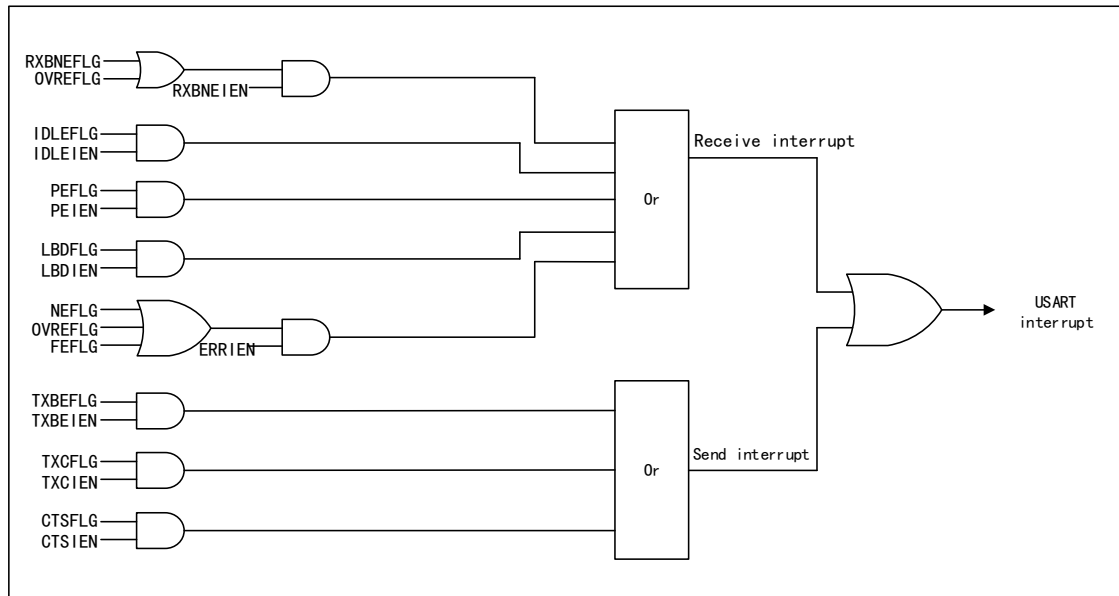 RXBNEFLG
OVREFLG
RXBNEIEN
IDLEFLG
IDLEIEN
PEFLG
PEIEN
LBDFLG
LBDIEN
NEFLG
OVREFLG
FEFLG
ERRIEN
Or
Receive interrupt
TXBEFLG
TXBEIEN
TXCFLG
TXCIEN
CTSFLG
CTSIEN
Or
Send interrupt
USART
interrupt